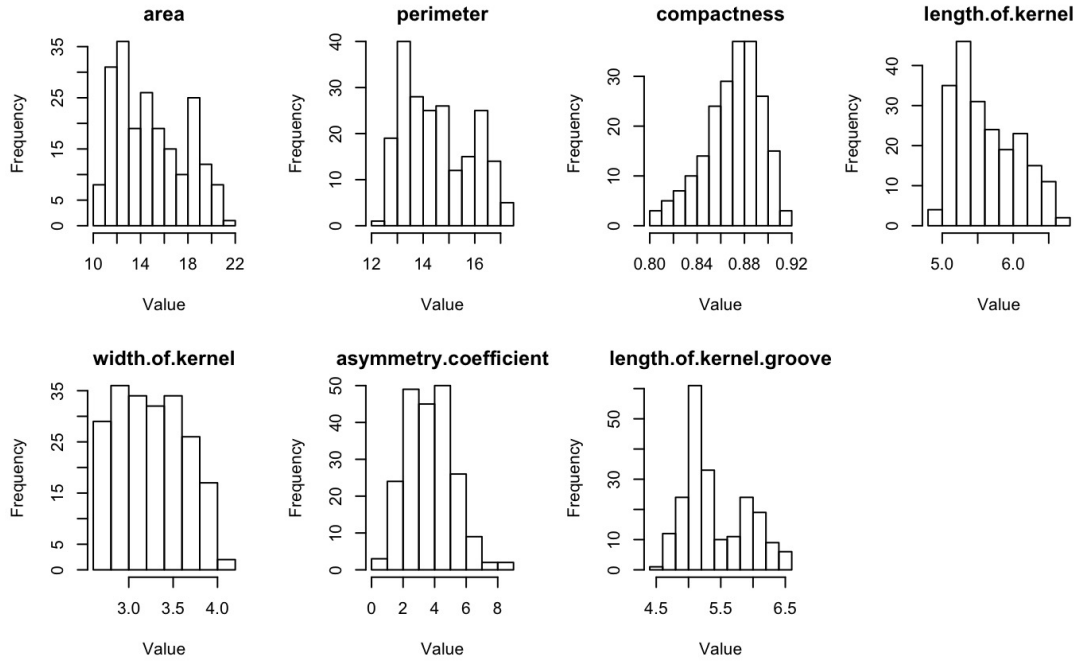 area
Frequency
0 5 15 25 35
10 14 18 22
Value
perimeter
Frequency
0 10 20 30 40
12 14 16
Value
compactness
Frequency
0 10 20 30
0.80 0.84 0.88 0.92
Value
length.of.kernel
Frequency
0 10 20 30 40
5.0 6.0
Value
width.of.kernel
Frequency
0 5 15 25 35
3.0 3.5 4.0
Value
asymmetry.coefficient
Frequency
0 10 20 30 40 50
0 2 4 6 8
Value
length.of.kernel.groove
Frequency
0 10 30 50
4.5 5.5 6.5
Value